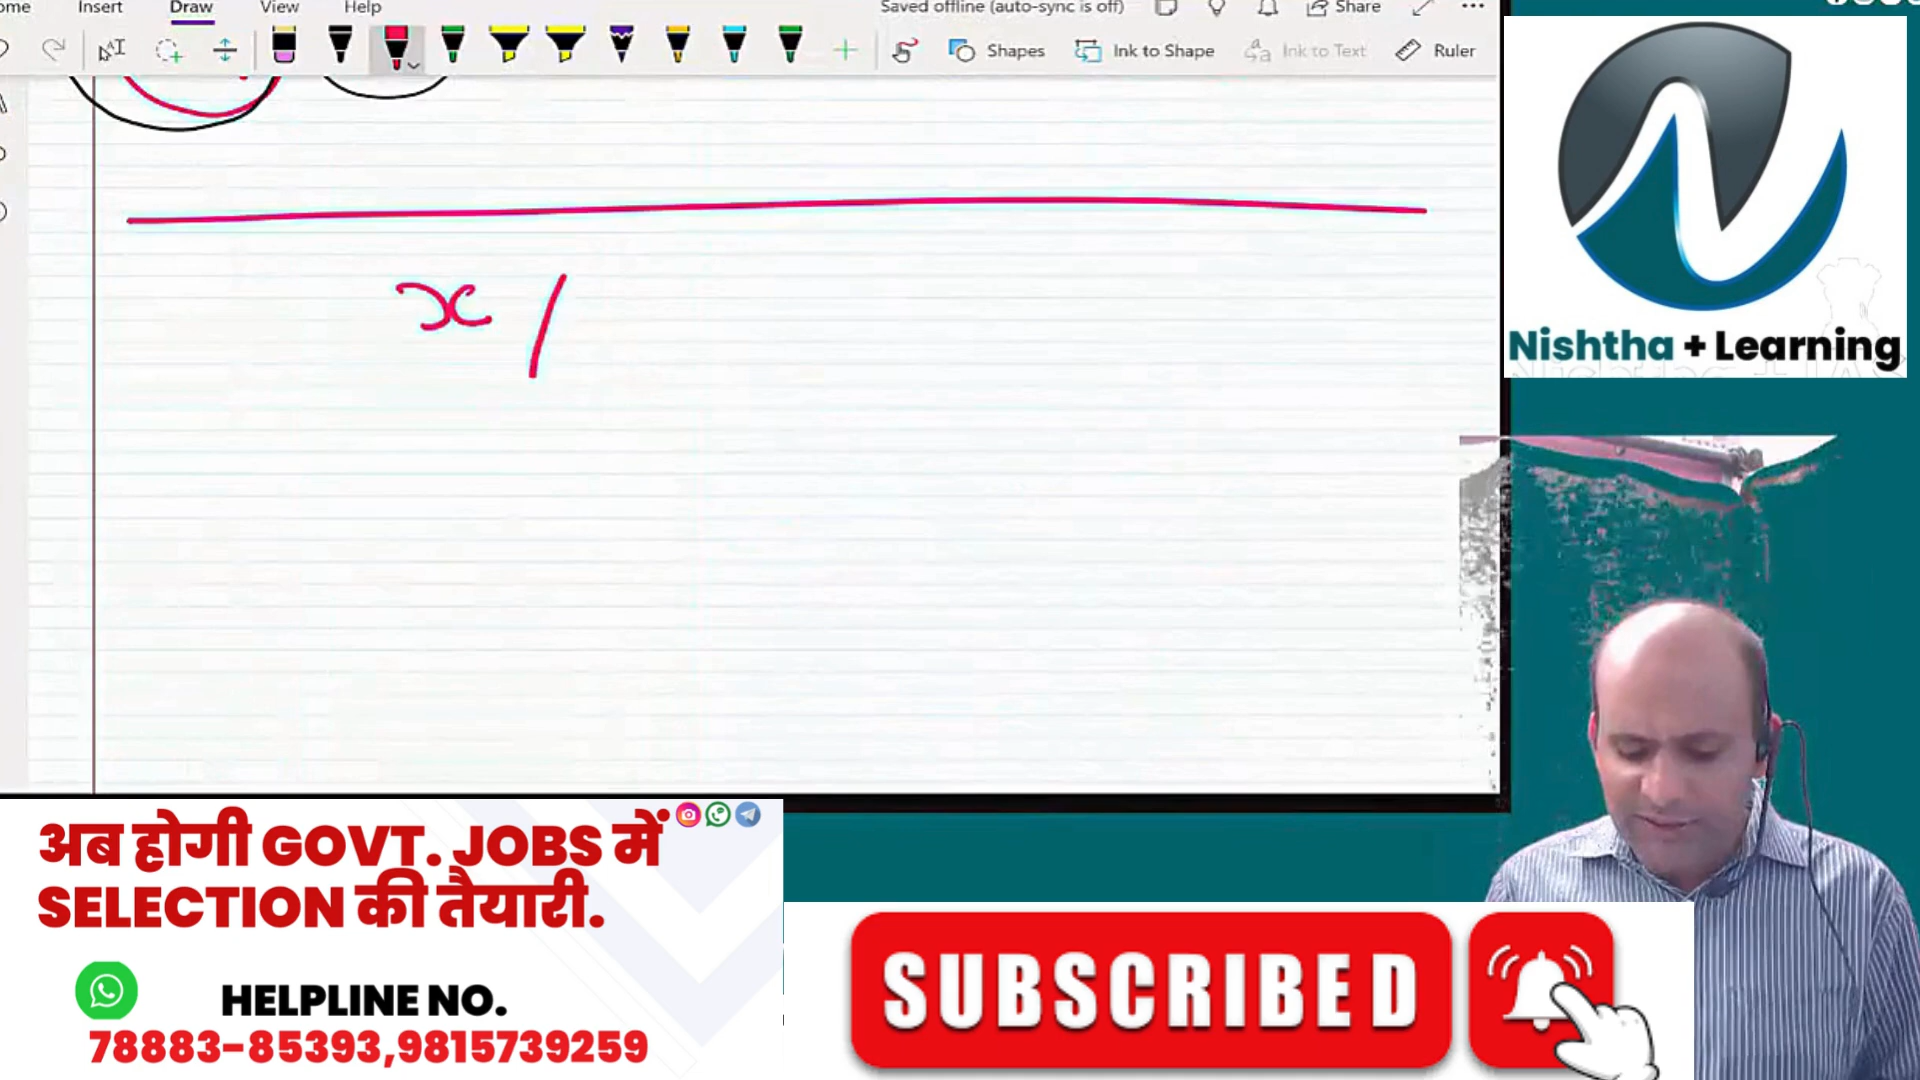 ome Insert Draw View Help Saved offline (auto-sync is off) Share
Shapes Ink to Shape Ink to Text Ruler
x /
Nishtha + Learning
अब होगी GOVT. JOBS में
SELECTION की तैयारी.
HELPLINE NO.
78883-85393,9815739259
SUBSCRIBED